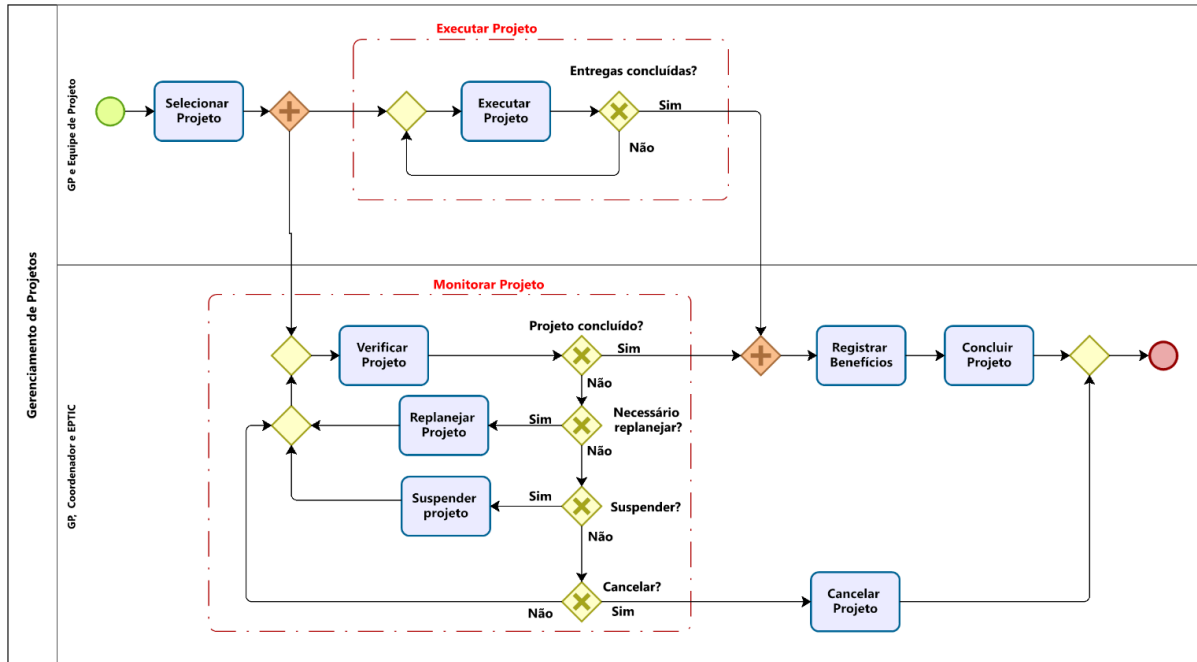 Gerenciamento de Projetos
GP e Equipe de Projeto
Executar Projeto
Selecionar
Projeto
Executar
Projeto
Entregas concluídas?
Sim
Não
GP, Coordenador e EPTIC
Monitorar Projeto
Verificar
Projeto
Projeto concluído?
Sim
Não
Registrar
Benefícios
Concluir
Projeto
Replanejar
Projeto
Sim
Necessário
replanejar?
Não
Suspender
projeto
Sim
Suspender?
Não
Cancelar?
Não
Sim
Cancelar
Projeto